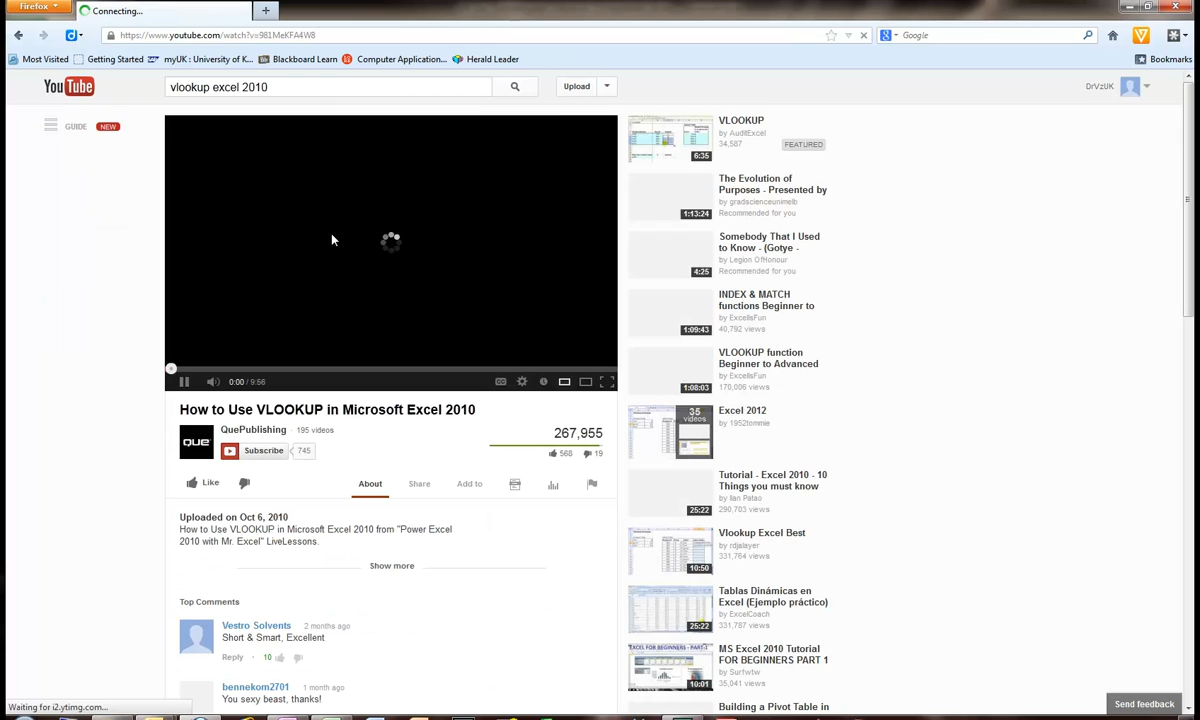 Firefox
Connecting...
https://www.youtube.com/watch?v=981MeKFA4W8
Google
Most Visited
Getting Started
myUK : University of K...
Blackboard Learn
Computer Application...
Herald Leader
Bookmarks
YouTube
vlookup excel 2010
Upload
DrVzUK
GUIDE
NEW
0:00 / 9:56
CC
How to Use VLOOKUP in Microsoft Excel 2010
QUE
QuePublishing · 195 videos
Subscribe
745
267,955
568
19
Like
About
Share
Add to
Uploaded on Oct 6, 2010
How to Use VLOOKUP in Microsoft Excel 2010 from "Power Excel
2010 with Mr. Excel" LiveLessons.
Show more
Top Comments
Vestro Solvents 2 months ago
Short & Smart, Excellent
Reply · 10
bennekom2701 1 month ago
You sexy beast, thanks!
VLOOKUP
by AuditExcel
34,587
FEATURED
6:35
The Evolution of
Purposes - Presented by
by gradscienceunimelb
Recommended for you
1:13:24
Somebody That I Used
to Know - (Gotye -
by Legion OfHonour
Recommended for you
4:25
INDEX & MATCH
functions Beginner to
by ExcelIsFun
40,792 views
1:09:43
VLOOKUP function
Beginner to Advanced
by ExcelIsFun
170,006 views
1:08:03
Excel 2012
by 1952tommie
35
videos
Tutorial - Excel 2010 - 10
Things you must know
by Ilan Patao
290,703 views
25:22
Vlookup Excel Best
by rdjalayer
331,764 views
10:50
Tablas Dinámicas en
Excel (Ejemplo práctico)
by ExcelCoach
331,787 views
25:22
EXCEL FOR BEGINNERS - PART-1
MS Excel 2010 Tutorial
FOR BEGINNERS PART 1
by Surfwtw
35,041 views
10:01
Building a Pivot Table in
Waiting for i2.ytimg.com...
Send feedback